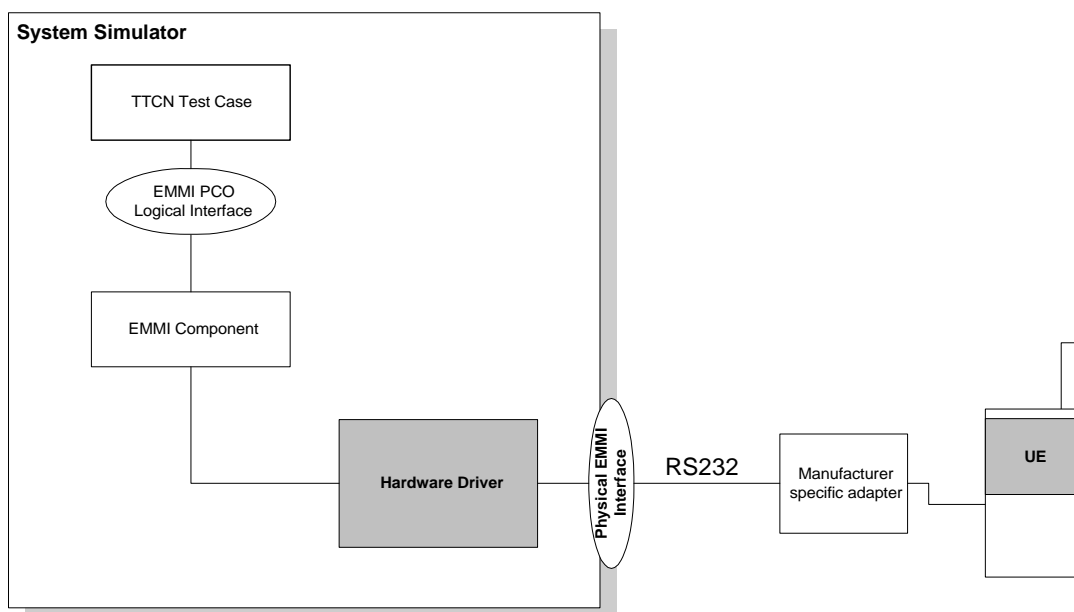 System Simulator
TTCN Test Case
EMMI PCO
Logical Interface
EMMI Component
Hardware Driver
Physical EMMI
Interface
RS232
Manufacturer
specific adapter
UE